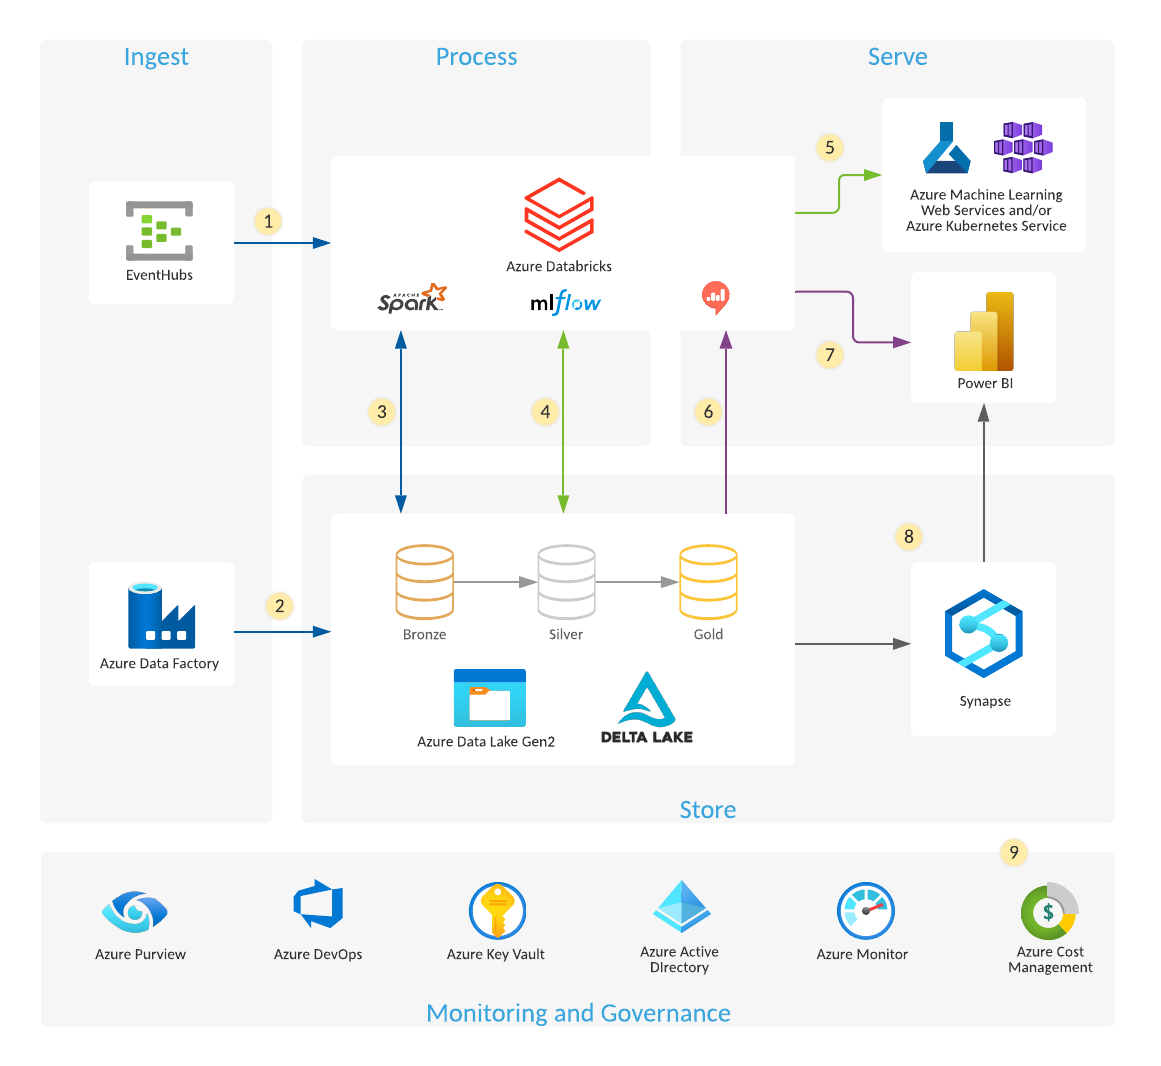 Ingest
Process
Serve
1
EventHubs
Azure Databricks
APACHE
Spark™
mlflow
5
Azure Machine Learning
Web Services and/or
Azure Kubernetes Service
7
Power BI
3
4
6
2
Azure Data Factory
Bronze
Silver
Gold
Azure Data Lake Gen2
DELTA LAKE
8
Synapse
Store
9
Azure Purview
Azure DevOps
Azure Key Vault
Azure Active
DIrectory
Azure Monitor
$
Azure Cost
Management
Monitoring and Governance